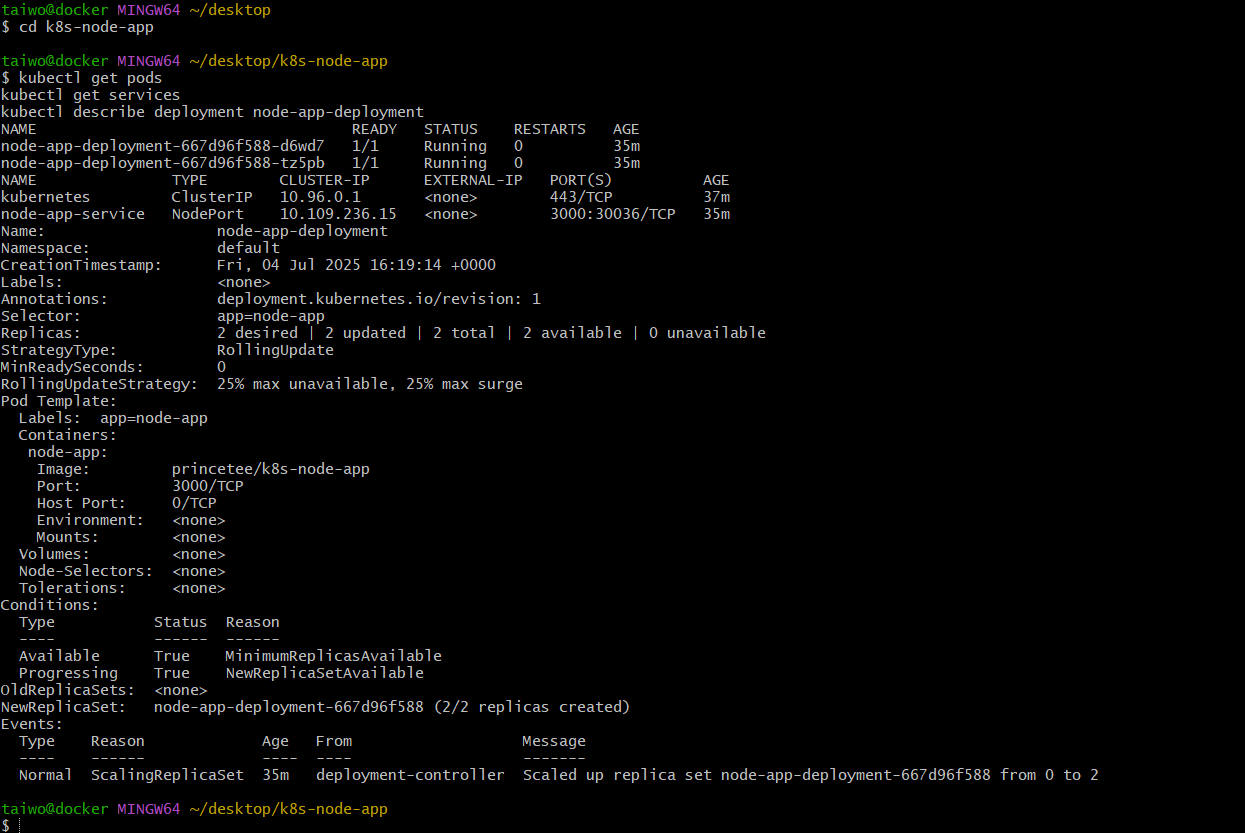 taiwo@docker MINGW64 ~/desktop
$ cd k8s-node-app
taiwo@docker MINGW64 ~/desktop/k8s-node-app
$ kubectl get pods
kubectl get services
kubectl describe deployment node-app-deployment
NAME                                   READY   STATUS    RESTARTS   AGE
node-app-deployment-667d96f588-d6wd7   1/1     Running   0          35m
node-app-deployment-667d96f588-tz5pb   1/1     Running   0          35m
NAME               TYPE        CLUSTER-IP      EXTERNAL-IP   PORT(S)          AGE
kubernetes         ClusterIP   10.96.0.1       <none>        443/TCP          37m
node-app-service   NodePort    10.109.236.15   <none>        3000:30036/TCP   35m
Name:                   node-app-deployment
Namespace:              default
CreationTimestamp:      Fri, 04 Jul 2025 16:19:14 +0000
Labels:                 <none>
Annotations:            deployment.kubernetes.io/revision: 1
Selector:               app=node-app
Replicas:               2 desired | 2 updated | 2 total | 2 available | 0 unavailable
StrategyType:           RollingUpdate
MinReadySeconds:        0
RollingUpdateStrategy:  25% max unavailable, 25% max surge
Pod Template:
  Labels:  app=node-app
  Containers:
   node-app:
    Image:         princetee/k8s-node-app
    Port:          3000/TCP
    Host Port:     0/TCP
    Environment:   <none>
    Mounts:        <none>
  Volumes:         <none>
  Node-Selectors:  <none>
  Tolerations:     <none>
Conditions:
  Type           Status  Reason
  ----           ------  ------
  Available      True    MinimumReplicasAvailable
  Progressing    True    NewReplicaSetAvailable
OldReplicaSets:  <none>
NewReplicaSet:   node-app-deployment-667d96f588 (2/2 replicas created)
Events:
  Type    Reason             Age   From                   Message
  ----    ------             ----  ----                   -------
  Normal  ScalingReplicaSet  35m   deployment-controller  Scaled up replica set node-app-deployment-667d96f588 from 0 to 2
taiwo@docker MINGW64 ~/desktop/k8s-node-app
$